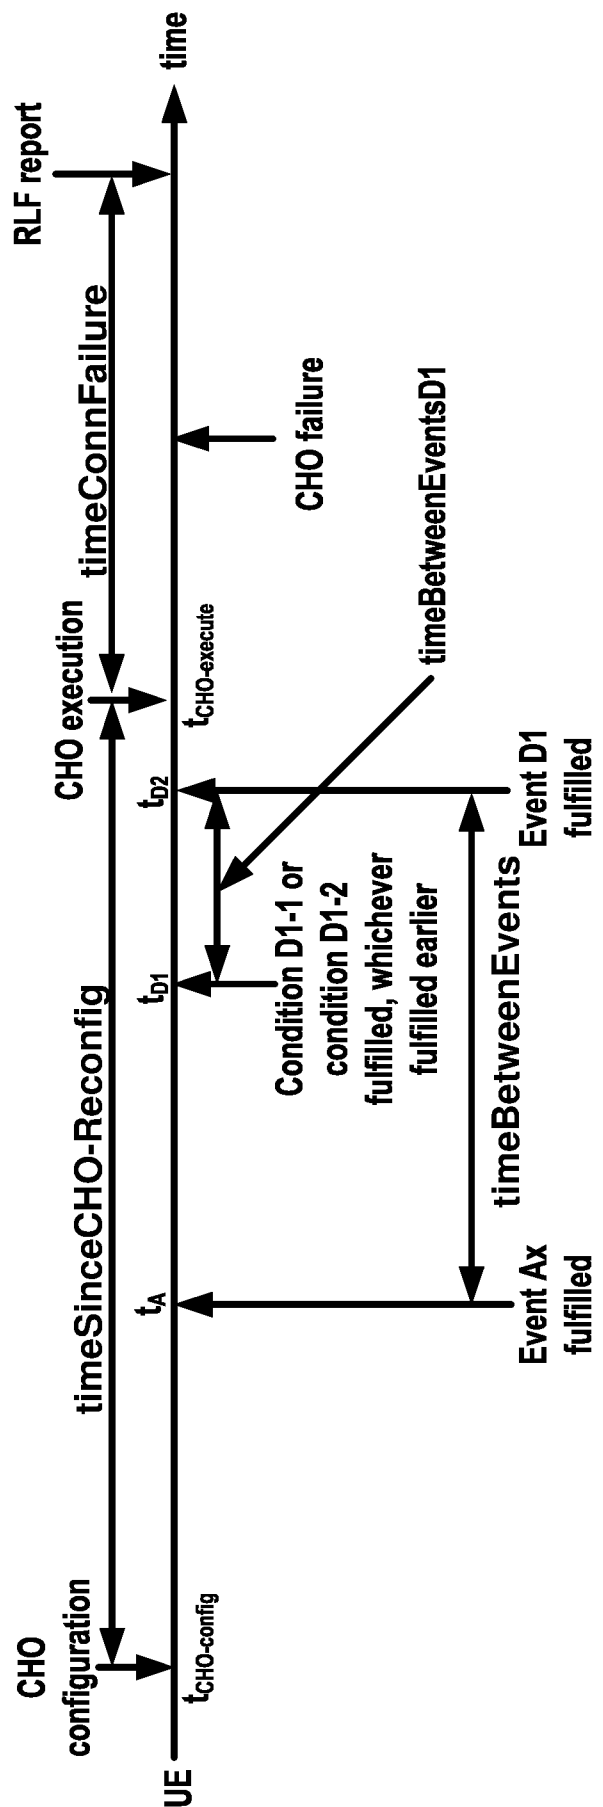 CHO
configuration
timeSinceCHO-Reconfig
CHO execution
timeConnFailure
RLF report
UE
tCHO-config
tA
tD1
tD2
tCHO-execute
time
Condition D1-1 or
condition D1-2
fulfilled, whichever
fulfilled earlier
CHO failure
timeBetweenEventsD1
timeBetweenEvents
Event Ax
fulfilled
Event D1
fulfilled